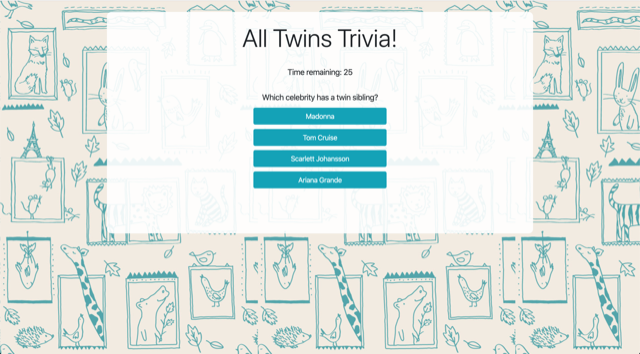 All Twins Trivia!
Time remaining: 25
Which celebrity has a twin sibling?
Madonna
Tom Cruise
Scarlett Johansson
Ariana Grande